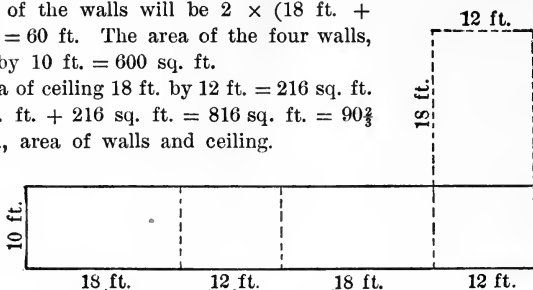 of the walls will be 2 × (18 ft. +
= 60 ft. The area of the four walls,
by 10 ft. = 600 sq. ft.
a of ceiling 18 ft. by 12 ft. = 216 sq. ft.
ft. + 216 sq. ft. = 816 sq. ft. = 90⅔
area of walls and ceiling.
12 ft.
18 ft.
10 ft.
18 ft.
12 ft.
18 ft.
12 ft.